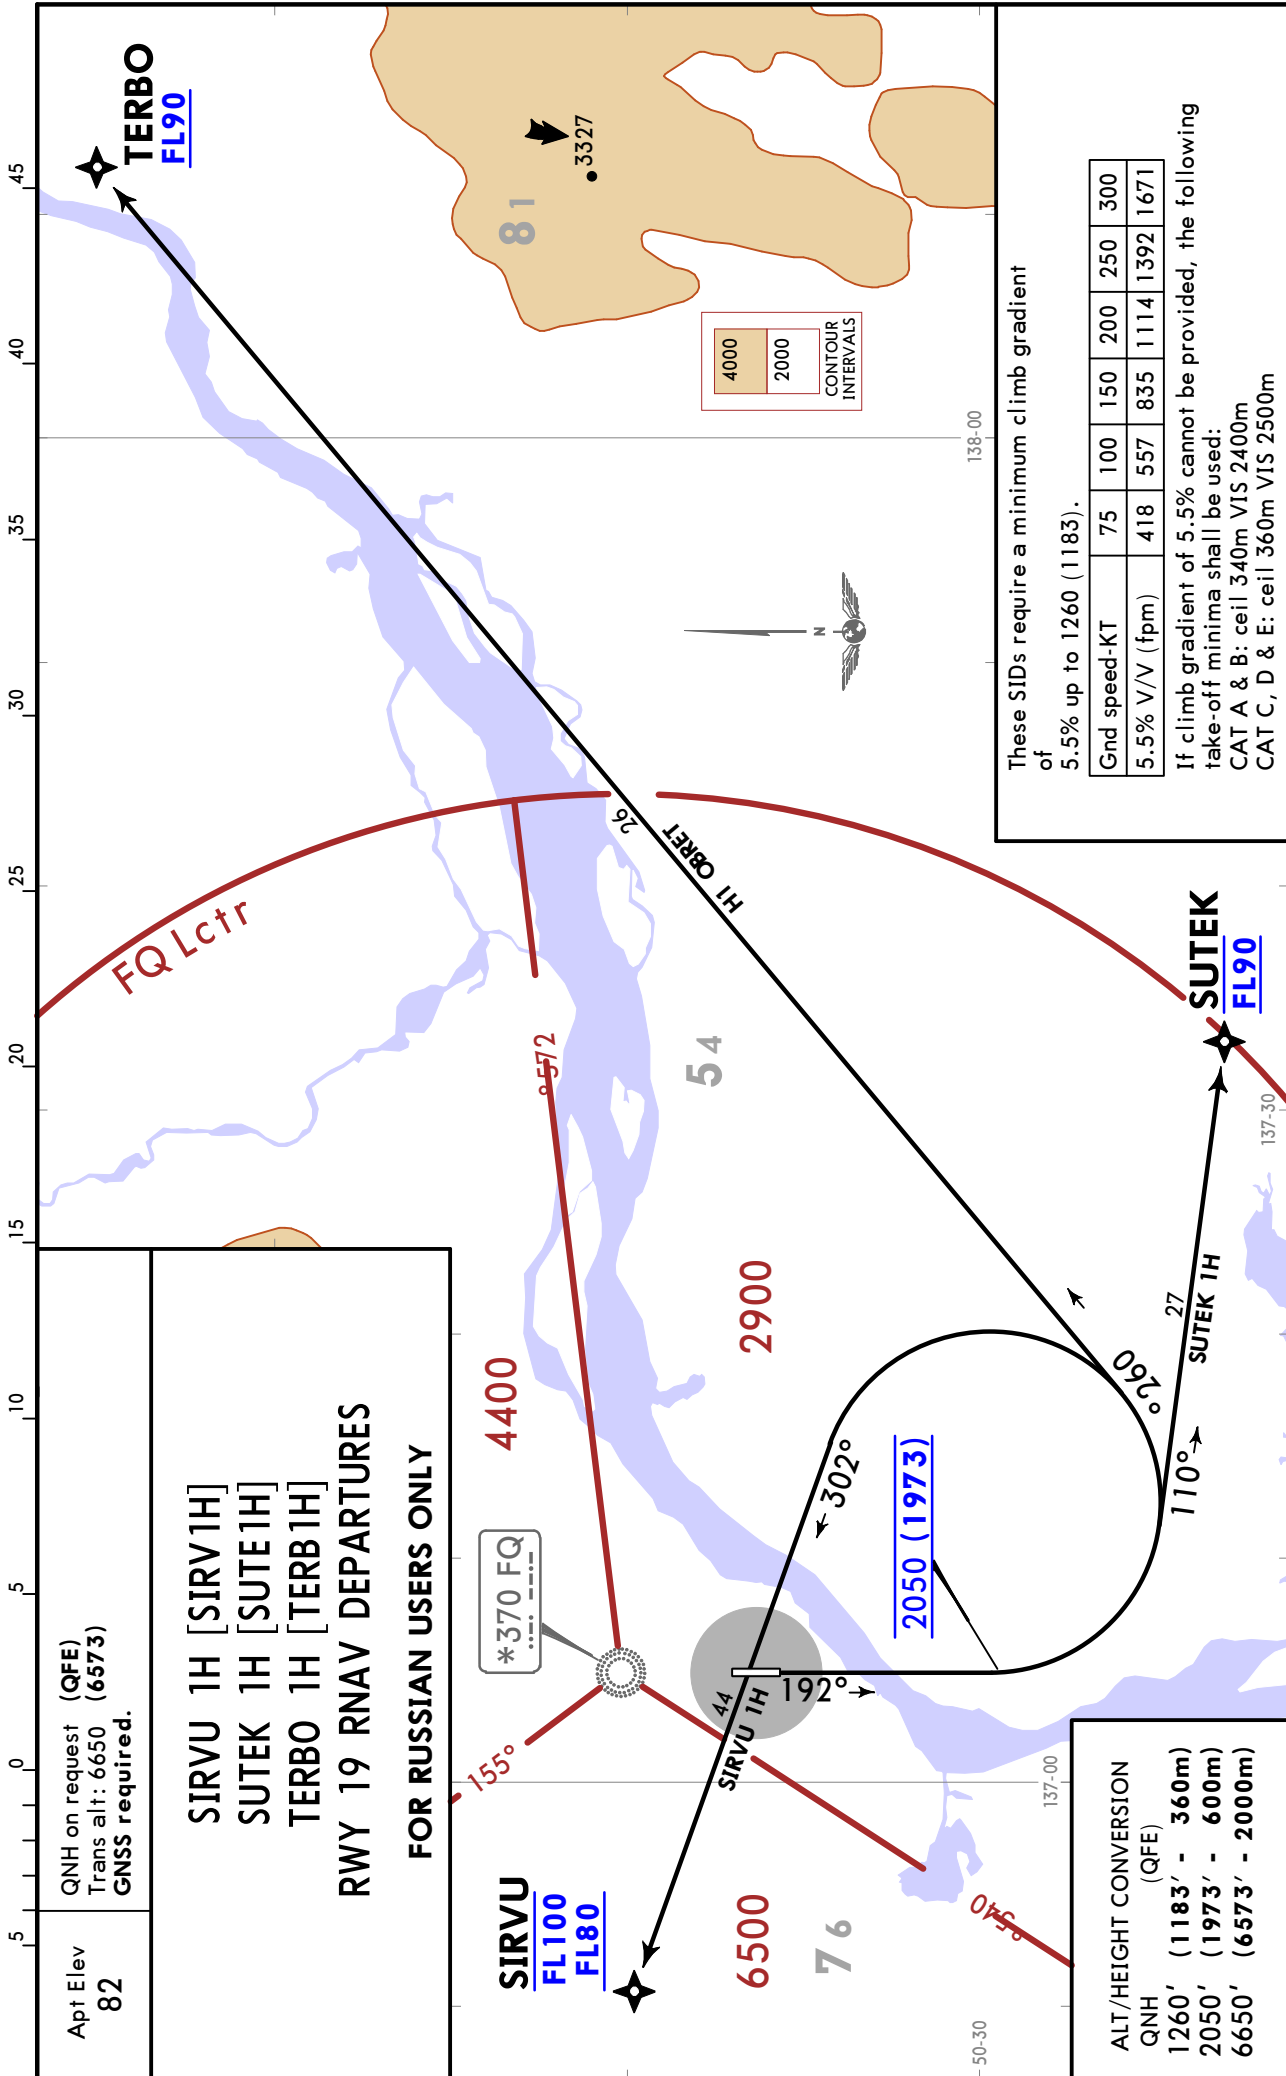 Apt Elev
82
QNH on request (QFE)
Trans alt: 6650 (6573)
GNSS required.
SIRVU 1H [SIRV1H]
SUTEK 1H [SUTE1H]
TERBO 1H [TERB1H]
RWY 19 RNAV DEPARTURES
FOR RUSSIAN USERS ONLY
5
0
5
10
15
20
25
30
35
40
45
TERBO
FL90
FQ Lctr
81
3327
4000
2000
CONTOUR
INTERVALS
138-00
N
26
H1 OBRET
°572
54
4400
2900
*370 FQ
155°
SIRVU
FL100
FL80
44
SIRVU 1H
192°
302°
2050 (1973)
°260
110°
27
SUTEK 1H
SUTEK
FL90
137-30
137-00
6500
76
°540
50-30
ALT/HEIGHT CONVERSION
QNH (QFE)
1260' (1183' - 360m)
2050' (1973' - 600m)
6650' (6573' - 2000m)
These SIDs require a minimum climb gradient
of
5.5% up to 1260 (1183).
Gnd speed-KT 75 100 150 200 250 300
5.5% V/V (fpm) 418 557 835 1114 1392 1671
If climb gradient of 5.5% cannot be provided, the following
take-off minima shall be used:
CAT A & B: ceil 340m VIS 2400m
CAT C, D & E: ceil 360m VIS 2500m